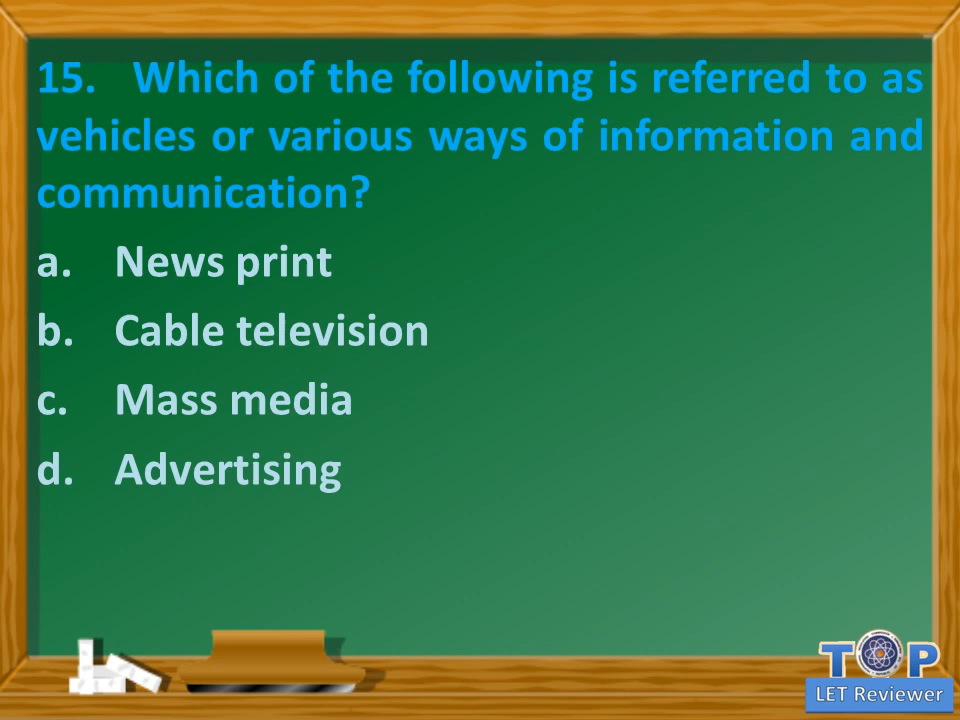 15. Which of the following is referred to as
vehicles or various ways of information and
communication?
a. News print
b. Cable television
c. Mass media
d. Advertising
TOP
LET Reviewer